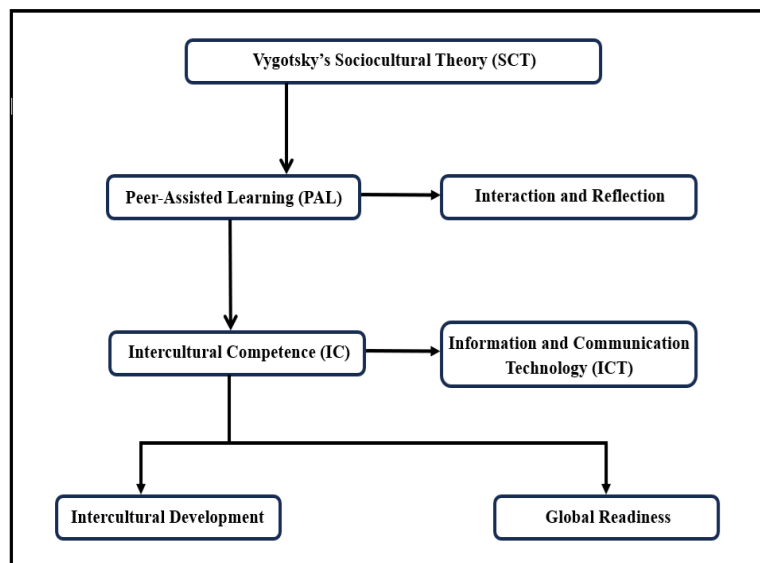 Vygotsky's Sociocultural Theory (SCT)
Peer-Assisted Learning (PAL)
Interaction and Reflection
Intercultural Competence (IC)
Information and Communication
Technology (ICT)
Intercultural Development
Global Readiness